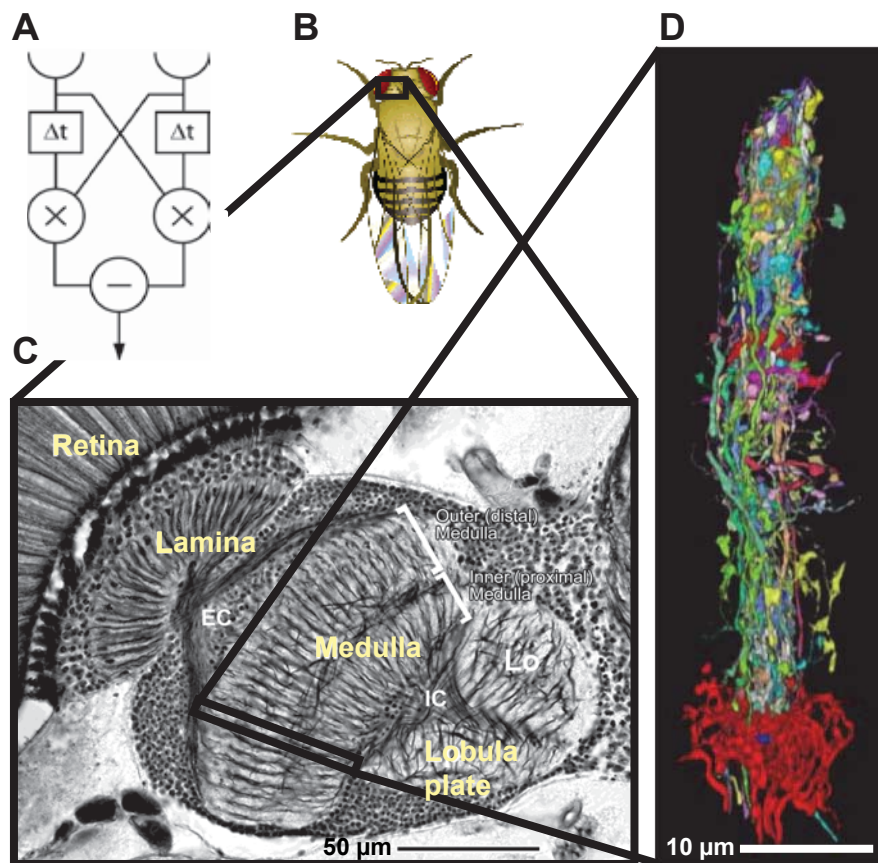 A
B
D
Δt
Δt
×
×
−
C
Retina
Outer (distal)
Medulla
Lamina
Inner (proximal)
Medulla
EC
Medulla
Lo
IC
Lobula
plate
50 µm
10 µm